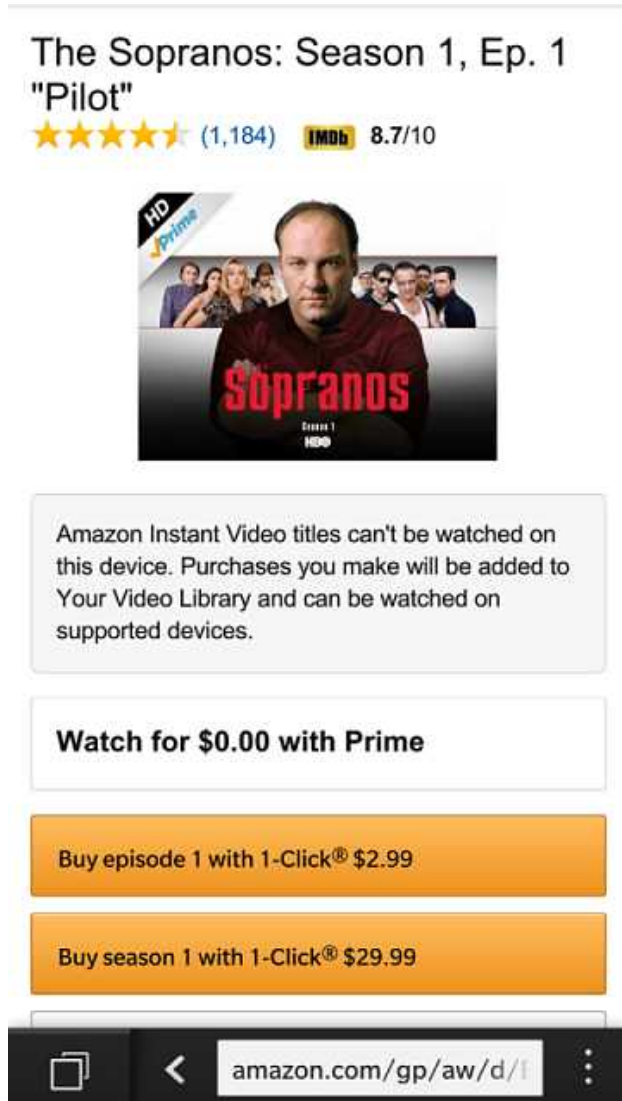 The Sopranos: Season 1, Ep. 1
"Pilot"
(1,184) IMDb 8.7/10
HD
Prime
Sopranos
Season 1
HBO
Amazon Instant Video titles can't be watched on
this device. Purchases you make will be added to
Your Video Library and can be watched on
supported devices.
Watch for $0.00 with Prime
Buy episode 1 with 1-Click® $2.99
Buy season 1 with 1-Click® $29.99
amazon.com/gp/aw/d/